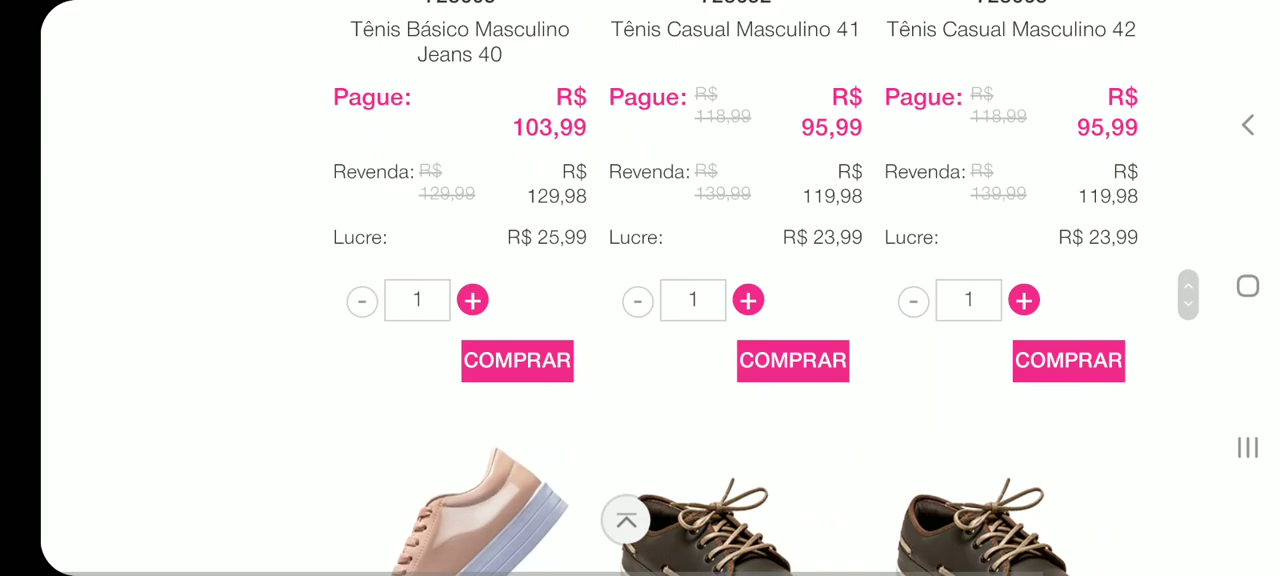 Tênis Básico Masculino
Jeans 40
Pague:
R$
103,99
Revenda:
R$
129,99
R$
129,98
Lucre:
R$ 25,99
-
1
+
COMPRAR
Tênis Casual Masculino 41
Pague:
R$
118,99
R$
95,99
Revenda:
R$
139,99
R$
119,98
Lucre:
R$ 23,99
-
1
+
COMPRAR
Tênis Casual Masculino 42
Pague:
R$
118,99
R$
95,99
Revenda:
R$
139,99
R$
119,98
Lucre:
R$ 23,99
-
1
+
COMPRAR